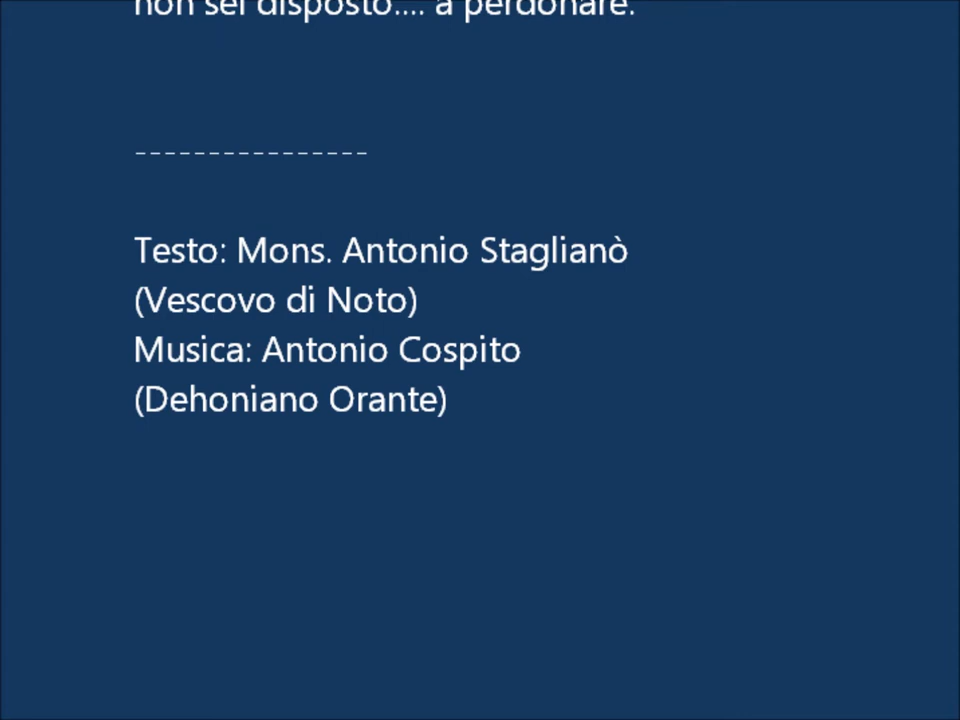 non sei disposto.... a perdonare.
----------------
Testo: Mons. Antonio Staglianò
(Vescovo di Noto)
Musica: Antonio Cospito
(Dehoniano Orante)